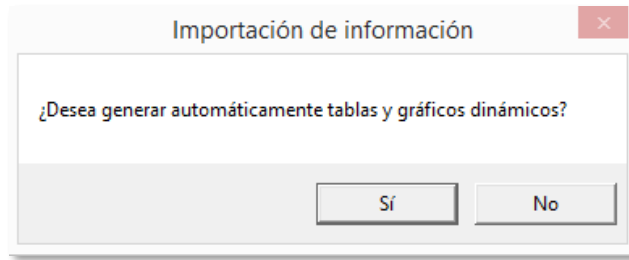 Importación de información
¿Desea generar automáticamente tablas y gráficos dinámicos?
Sí No